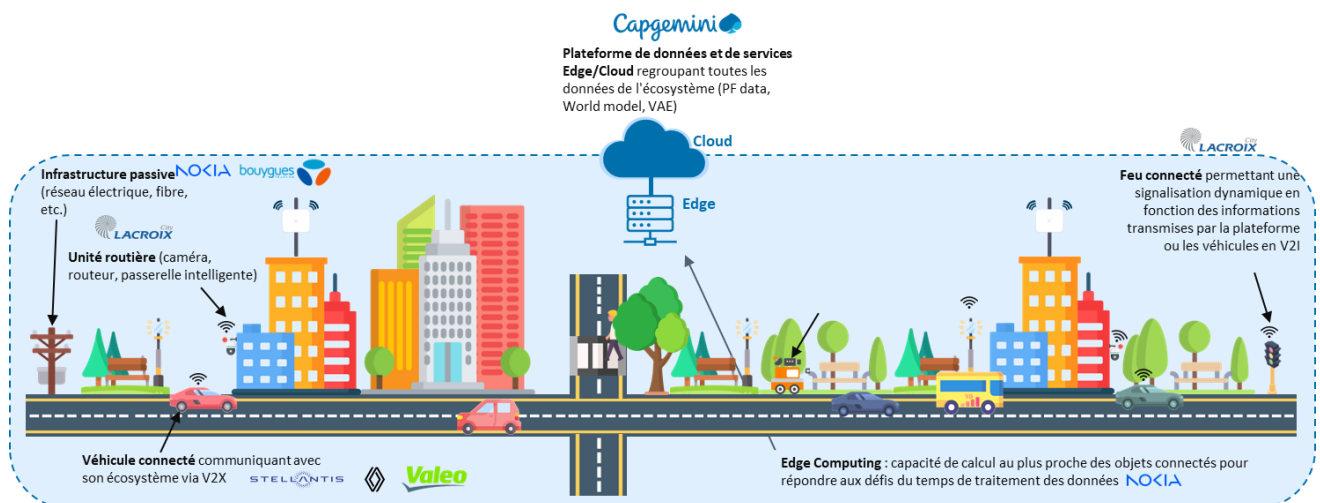 Capgemini
Plateforme de données et de services
Edge/Cloud regroupant toutes les
données de l'écosystème (PF data,
World model, VAE)
Cloud
Edge
Infrastructure passive NOKIA bouygues
(réseau électrique, fibre,
etc.)
City
LACROIX
Unité routière (caméra,
routeur, passerelle intelligente)
City
LACROIX
Feu connecté permettant une
signalisation dynamique en
fonction des informations
transmises par la plateforme
ou les véhicules en V2I
Véhicule connecté communiquant avec
son écosystème via V2X
STELLANTIS
Valeo
Edge Computing : capacité de calcul au plus proche des objets connectés pour
répondre aux défis du temps de traitement des données NOKIA